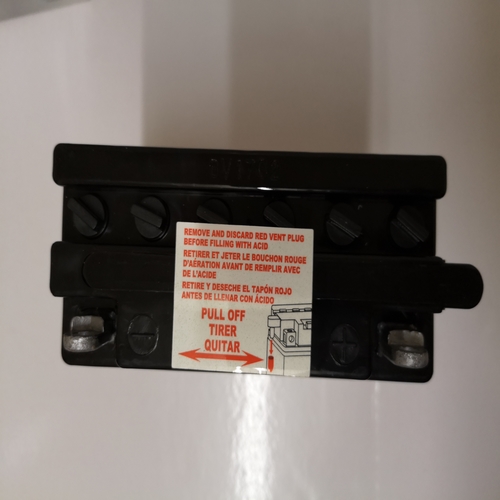 REMOVE AND DISCARD RED VENT PLUG
BEFORE FILLING WITH ACID
RETIRER ET JETER LE BOUCHON ROUGE
D'AÉRATION AVANT DE REMPLIR AVEC
DE L'ACIDE
RETIRE Y DESECHE EL TAPÓN ROJO
ANTES DE LLENAR CON ÁCIDO
PULL OFF
TIRER
QUITAR